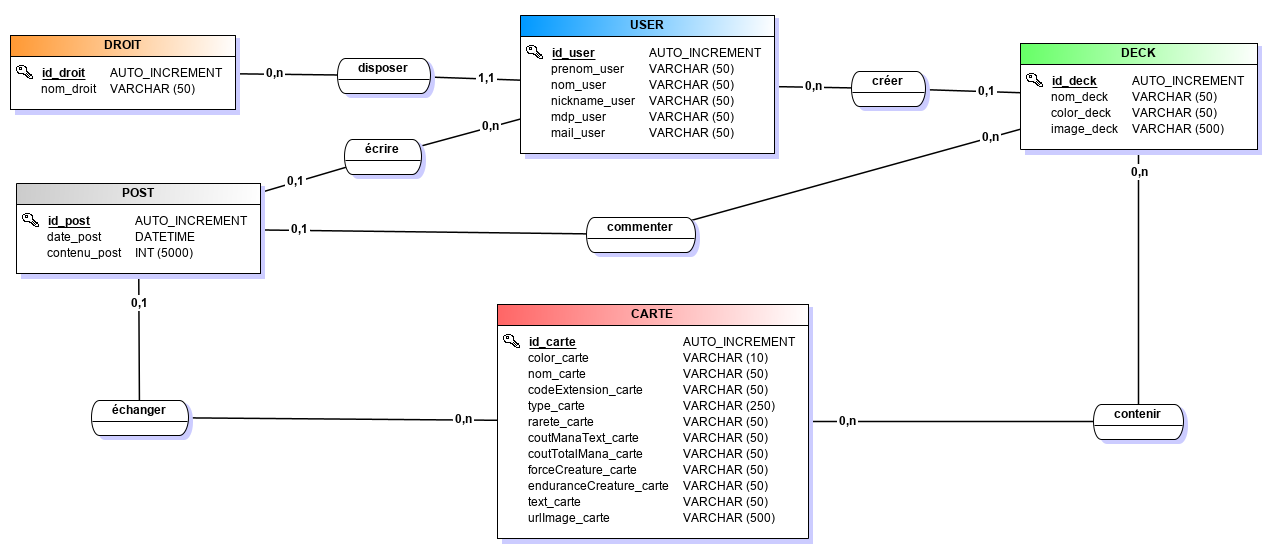 DROIT
id_droit AUTO_INCREMENT
nom_droit VARCHAR (50)
0,n
disposer
1,1
USER
id_user AUTO_INCREMENT
prenom_user VARCHAR (50)
nom_user VARCHAR (50)
nickname_user VARCHAR (50)
mdp_user VARCHAR (50)
mail_user VARCHAR (50)
0,n
créer
0,1
DECK
id_deck AUTO_INCREMENT
nom_deck VARCHAR (50)
color_deck VARCHAR (50)
image_deck VARCHAR (500)
0,n
écrire
0,1
0,n
0,n
POST
id_post AUTO_INCREMENT
date_post DATETIME
contenu_post INT (5000)
0,1
commenter
0,1
CARTE
id_carte AUTO_INCREMENT
color_carte VARCHAR (10)
nom_carte VARCHAR (50)
codeExtension_carte VARCHAR (50)
type_carte VARCHAR (250)
rarete_carte VARCHAR (50)
coutManaText_carte VARCHAR (50)
coutTotalMana_carte VARCHAR (50)
forceCreature_carte VARCHAR (50)
enduranceCreature_carte VARCHAR (50)
text_carte VARCHAR (50)
urlImage_carte VARCHAR (500)
échanger
0,n
0,n
contenir